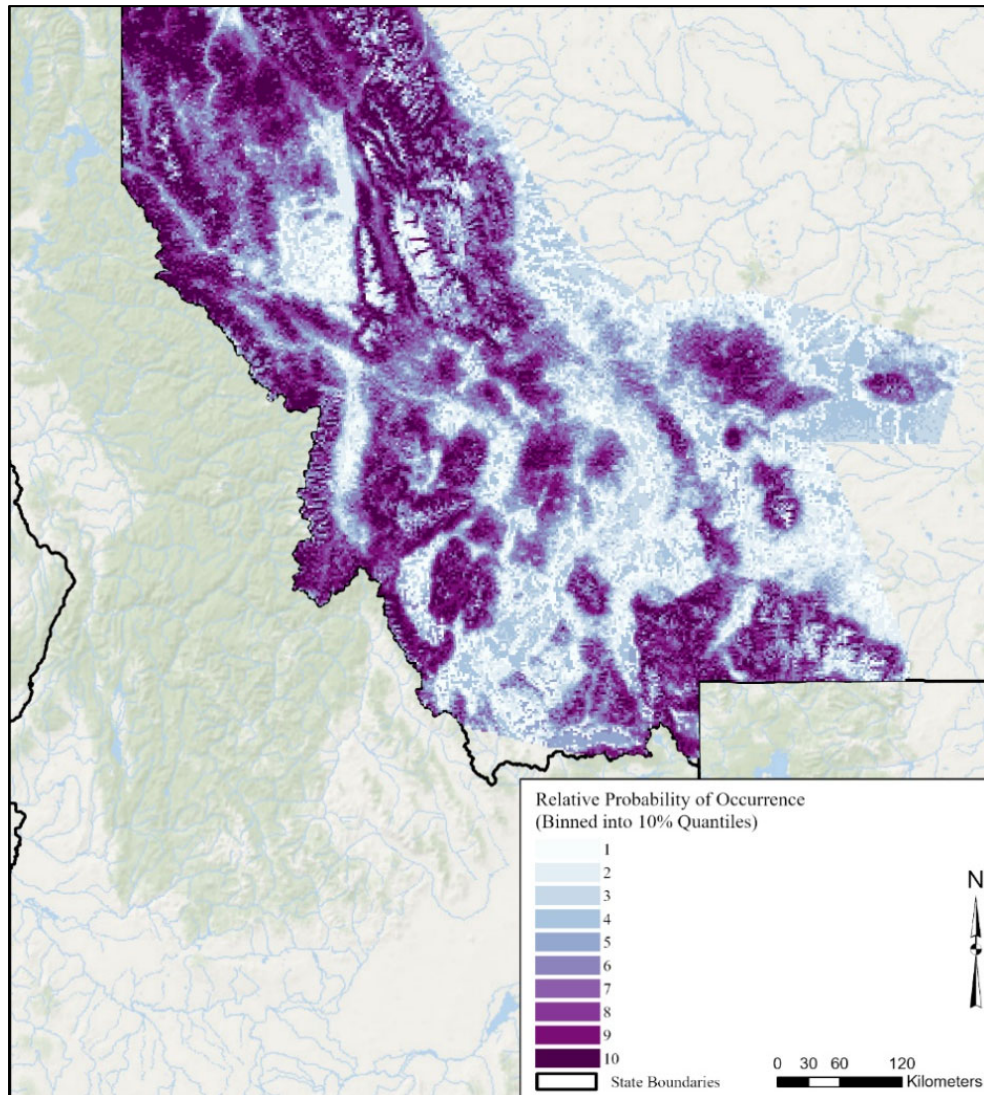 Relative Probability of Occurrence
(Binned into 10% Quantiles)
1
2
3
4
5
6
7
8
9
10
State Boundaries
N
0 30 60 120
Kilometers